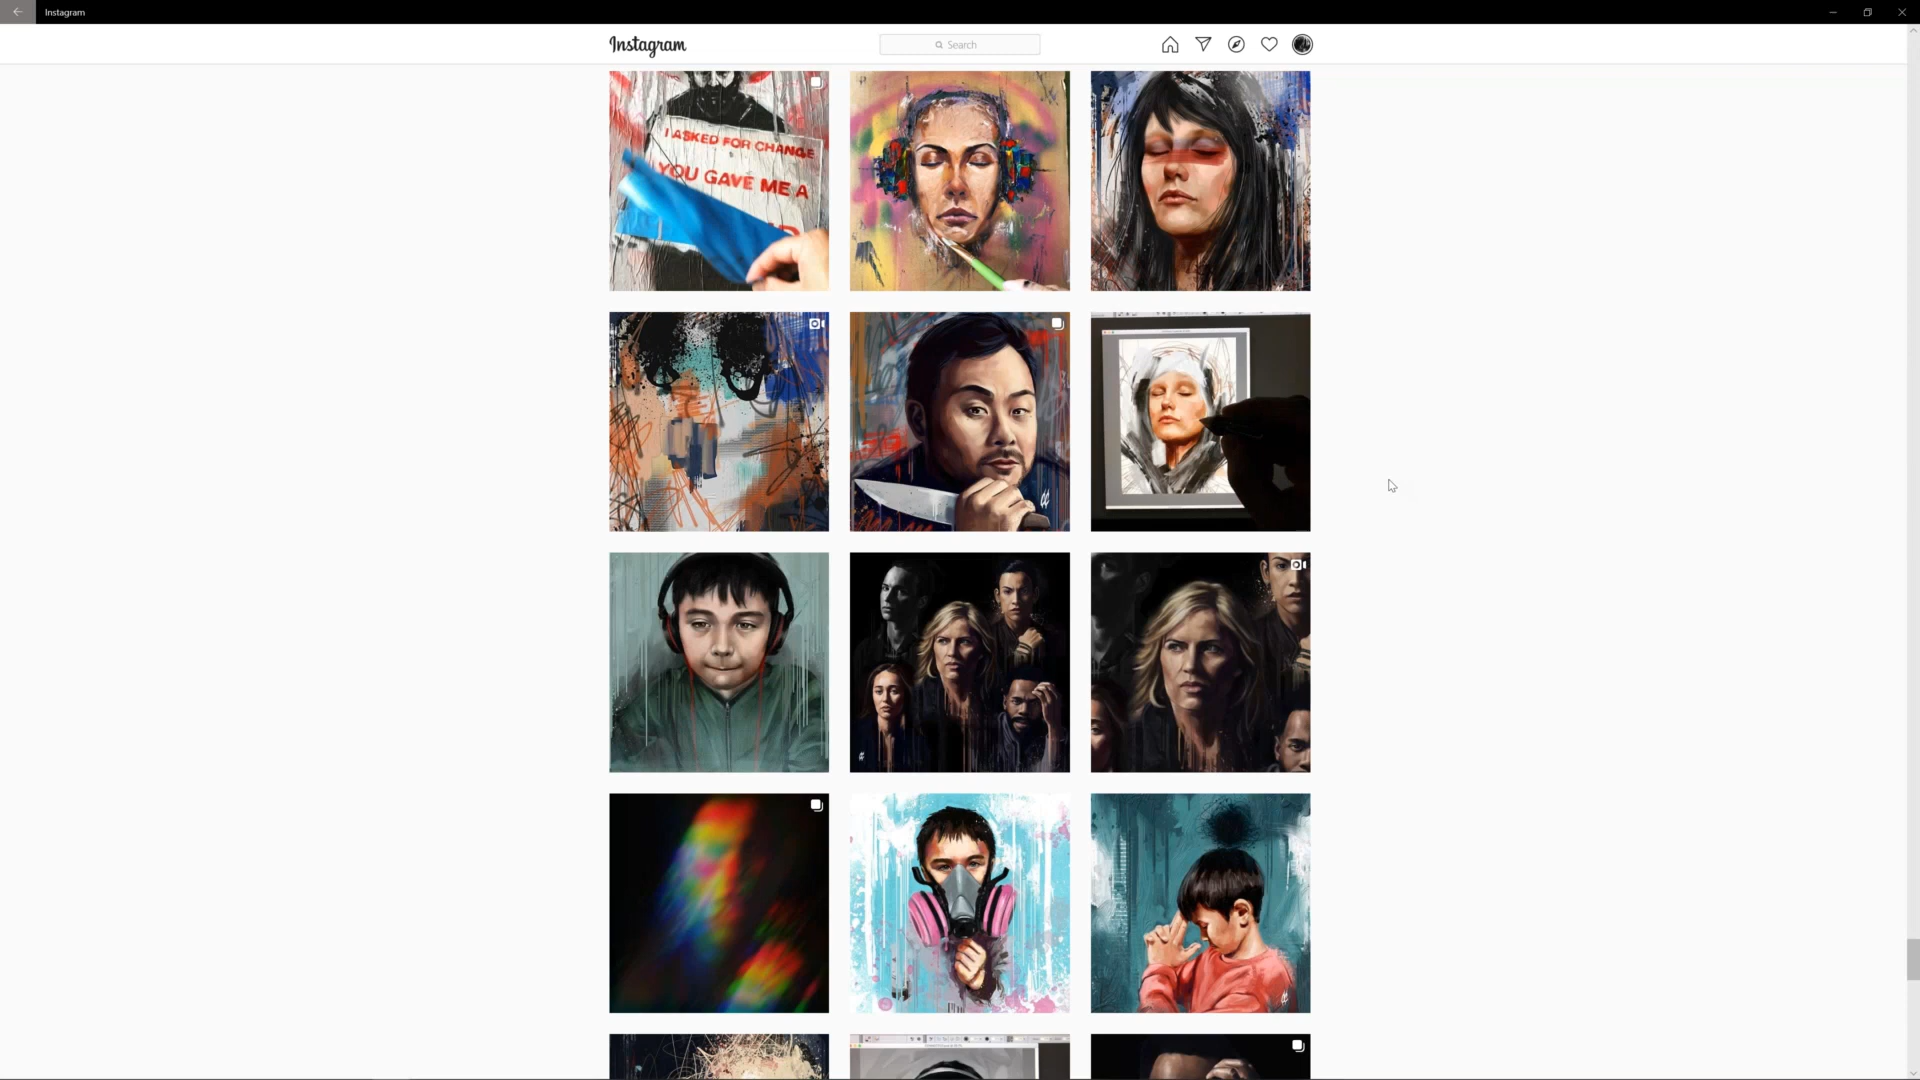 Instagram
Instagram
Search
I ASKED FOR CHANGE
YOU GAVE ME A